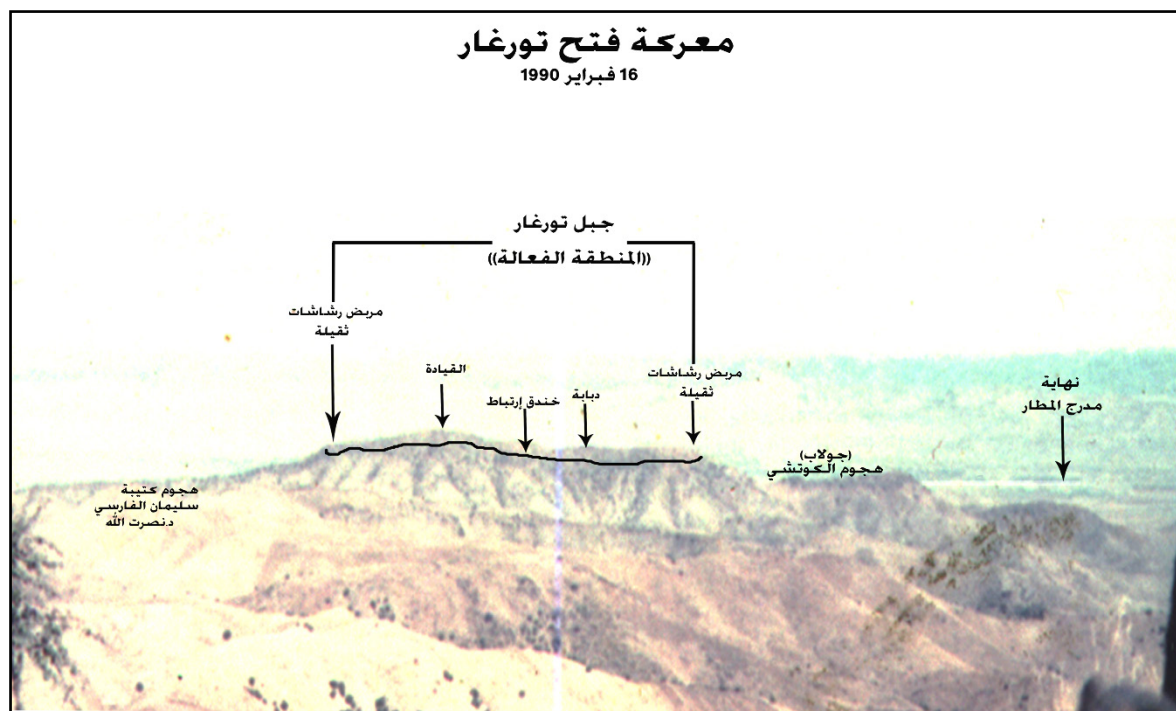 معركة فتح تورغار
16 فبراير 1990
جبل تورغار
((المنطقة الفعالة))
مربض رشاشات
ثقيلة
القيادة
خندق إرتباط
دبابة
مربض رشاشات
ثقيلة
نهاية
مدرج المطار
(جولاب)
هجوم الكوتشي
هجوم كتيبة
سليمان الفارسي
د.نصرت الله